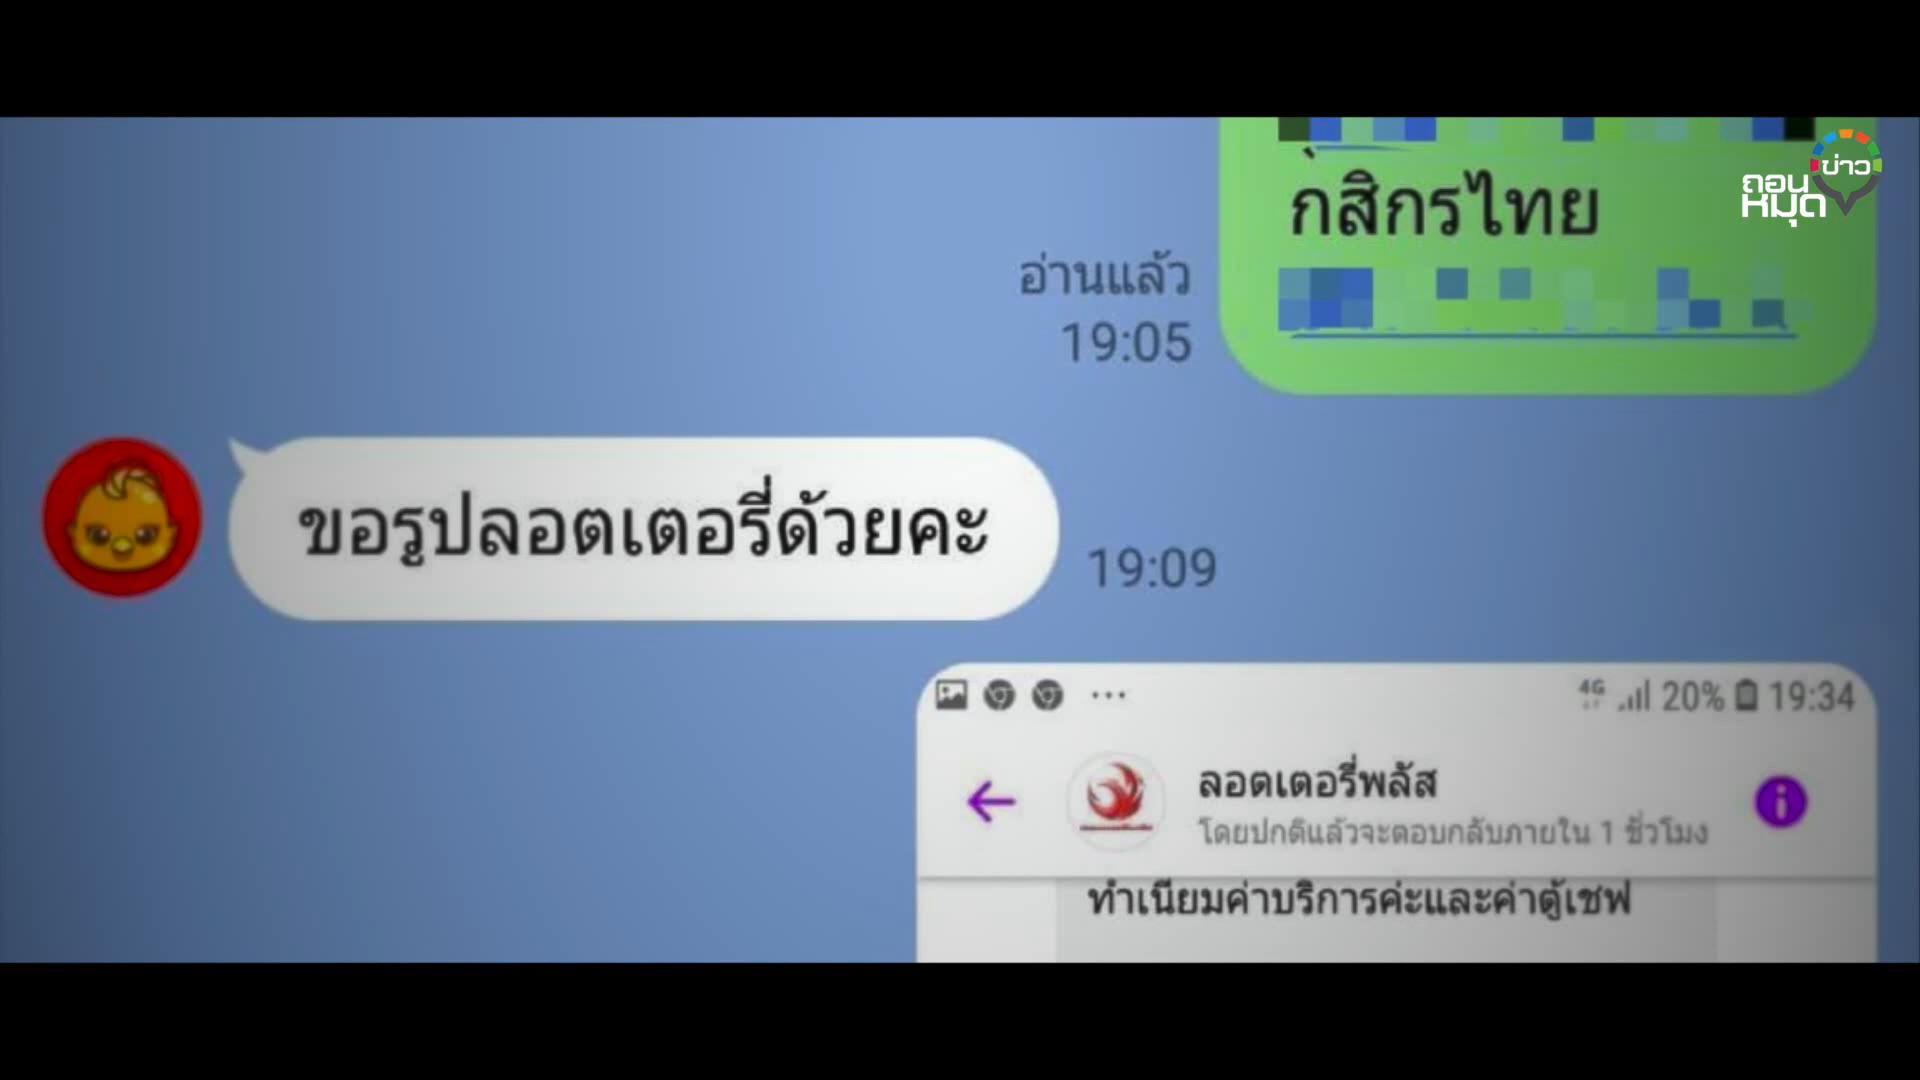 ข่าว
ถอน
หมุด
กสิกรไทย
อ่านแล้ว
19:05
ขอรูปลอตเตอรี่ด้วยคะ
19:09
4G 20% 19:34
ลอตเตอรี่พลัส
โดยปกติแล้วจะตอบกลับภายใน 1 ชั่วโมง
ทำเนียมค่าบริการค่ะและค่าตู้เชฟ